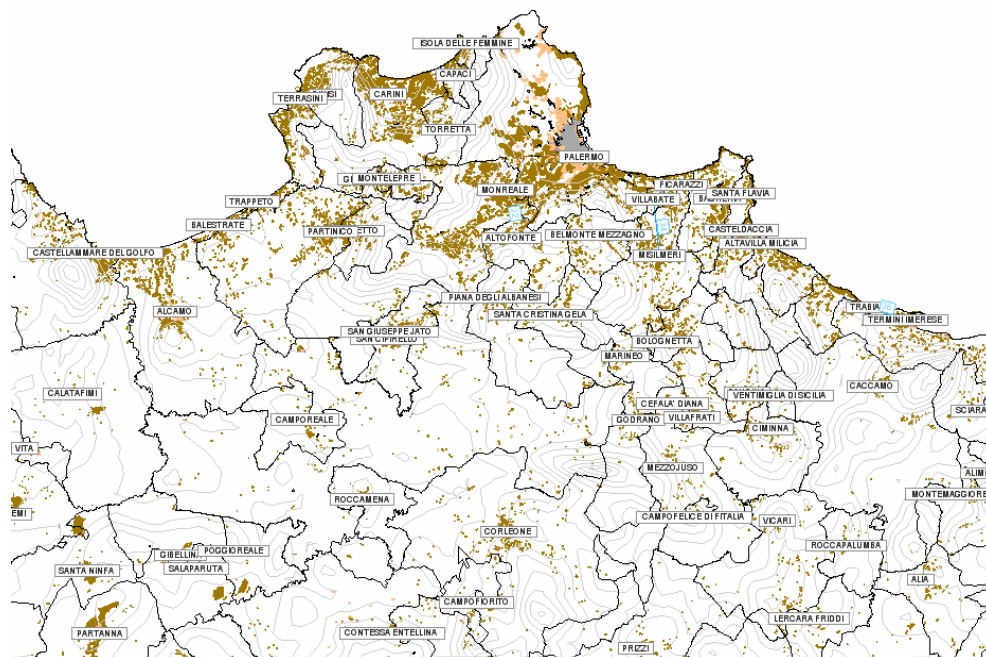 ISOLA DELLE FEMMINE
CAPACI
CARINI
TERRASINI
TORRETTA
PALERMO
MONTELEPRE
MONREALE
FICARAZZI
SANTA FLAVIA
VILLABATE
TRAPPETO
BALESTRATE
PARTINICO
CASTELDACCIA
ALTOFONTE
BELMONTE MEZZAGNO
ALTAVILLA MILICIA
CASTELLAMMARE DEL GOLFO
MISILMERI
PIANA DEGLI ALBANESI
TRABIA
ALCAMO
SANTA CRISTINA GELA
TERMINI IMERESE
SAN GIUSEPPE JATO
SAN CIPIRELLO
BOLOGNETTA
MARINEO
CALATAFIMI
CACCAMO
VENTIMIGLIA DI SICILIA
CEFALA' DIANA
SCIARA
CAMPOREALE
GODRANO
VILLAFRATI
CIMINNA
VITA
MEZZOJUSO
ALIM
ROCCAMENA
MONTEMAGGIORE
EMI
CAMPOFELICE DI FITALIA
VICARI
CORLEONE
ROCCAPALUMBA
GIBELLIN
POGGIOREALE
SANTA NINFA
SALAPARUTA
ALIA
CAMPOFIORITO
LERCARA FRIDDI
PARTANNA
CONTESSA ENTELLINA
PRIZZI